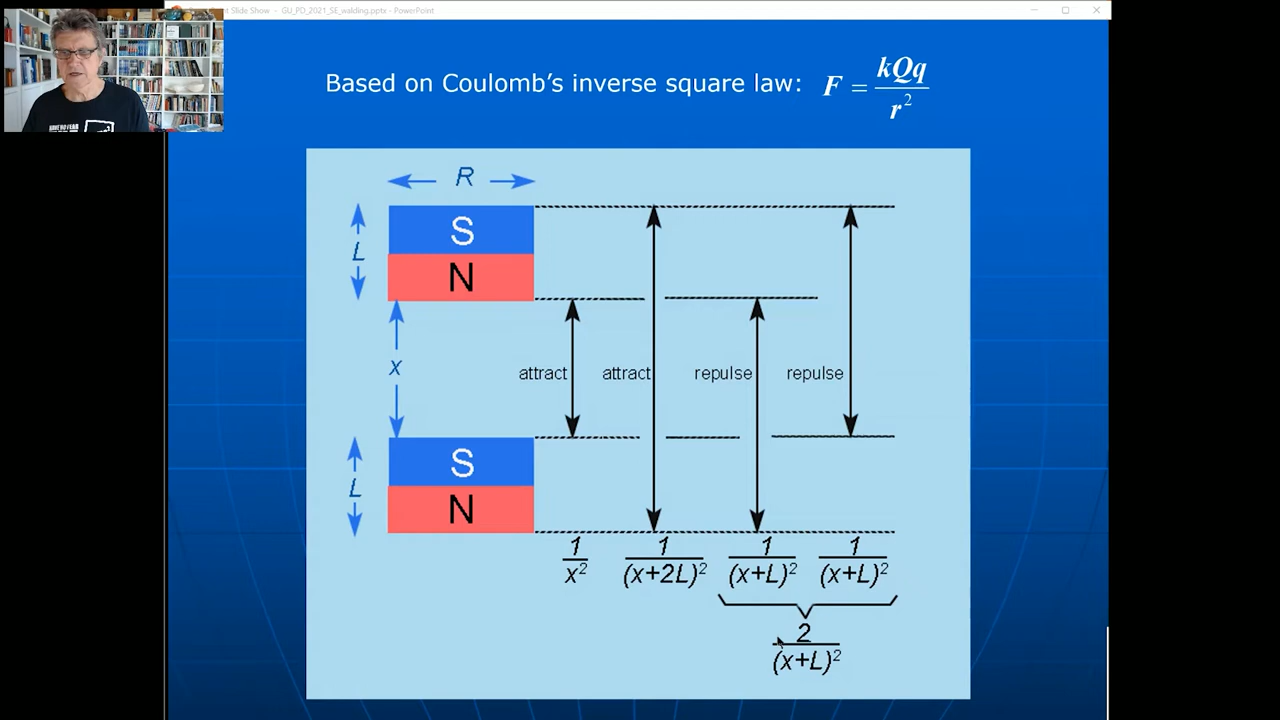 Slide Show - GU_PD_2021_SE_walding.pptx - PowerPoint
Based on Coulomb's inverse square law: F = kQq / r²
R
S
L
N
x
attract attract repulse repulse
S
L
N
1/x² 1/(x+2L)² 1/(x+L)² 1/(x+L)²
2/(x+L)²